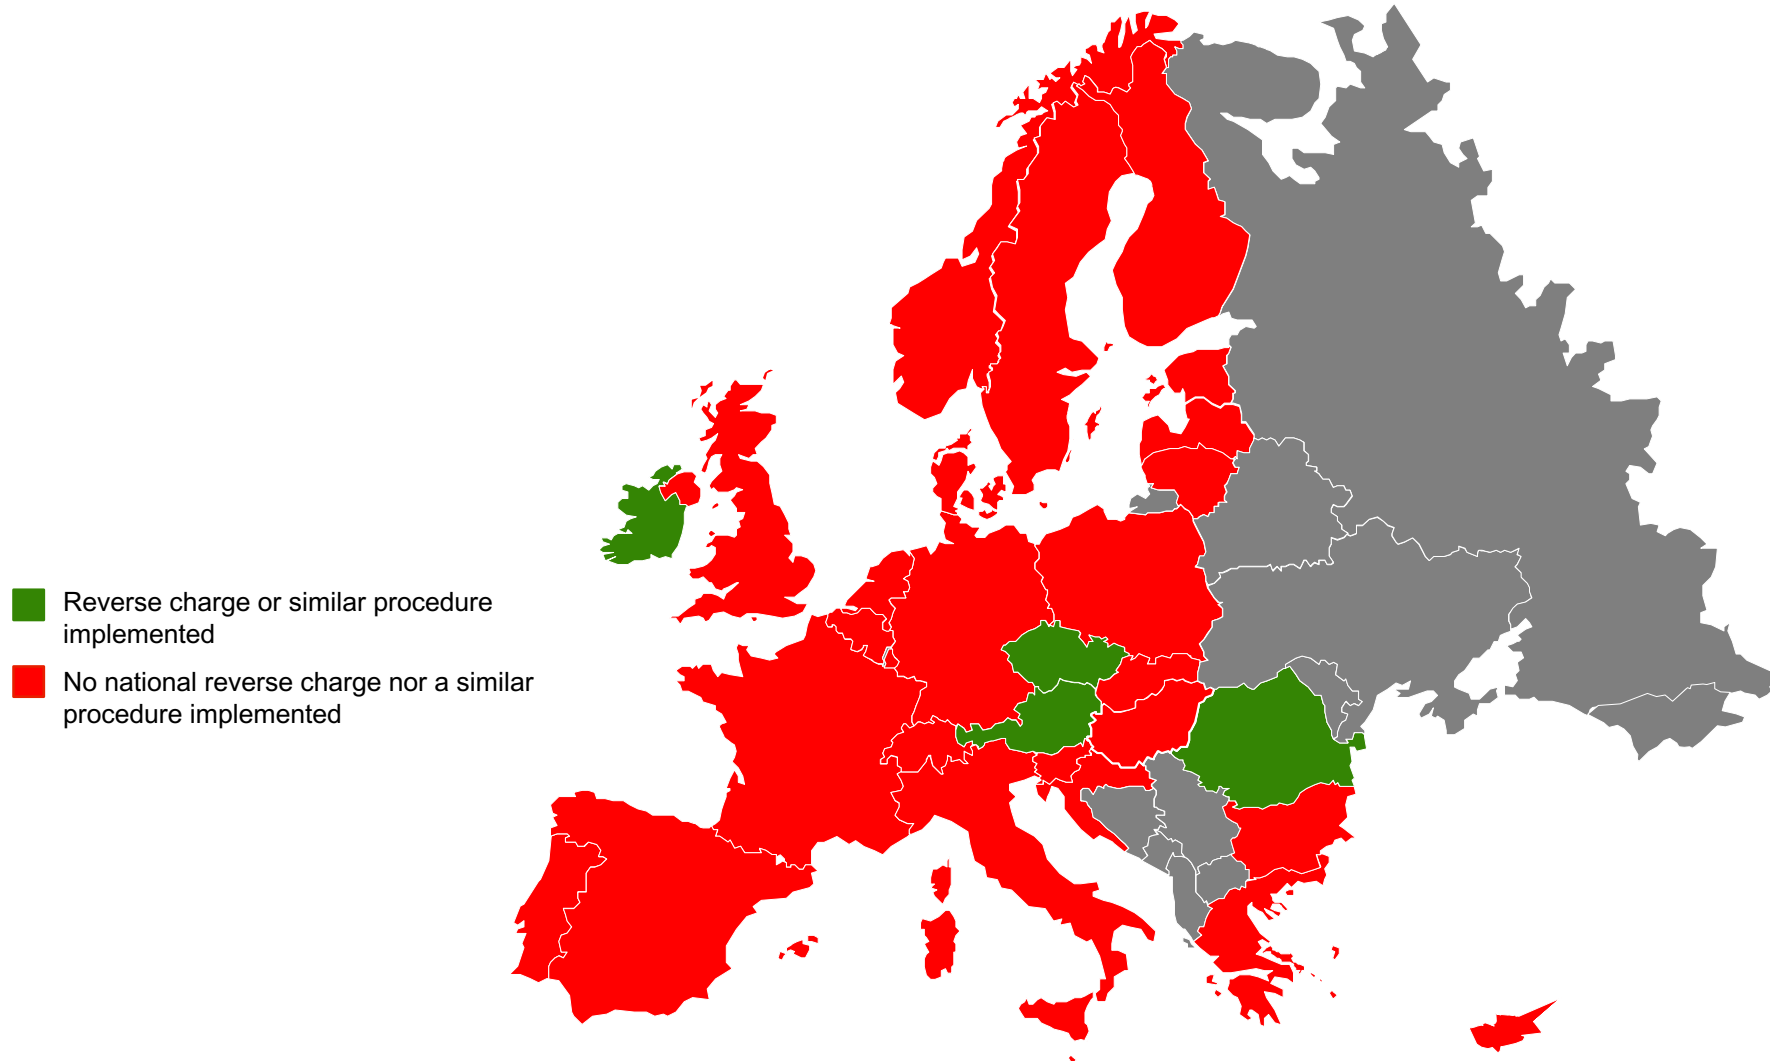 Reverse charge or similar procedure
implemented
No national reverse charge nor a similar
procedure implemented